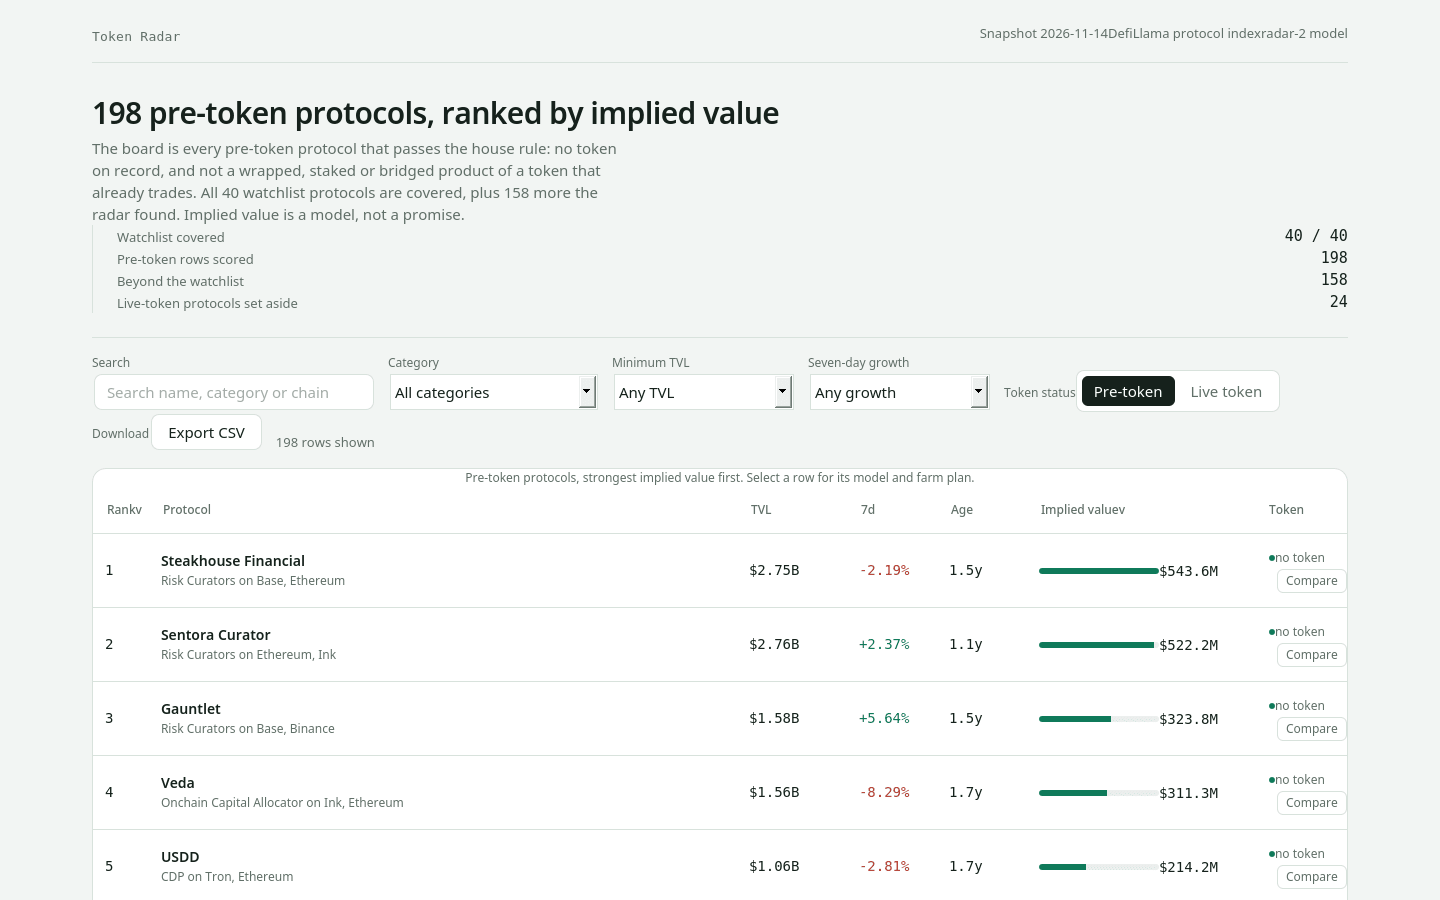 Token Radar
Snapshot 2026-11-14DefiLlama protocol indexradar-2 model
198 pre-token protocols, ranked by implied value
The board is every pre-token protocol that passes the house rule: no token
on record, and not a wrapped, staked or bridged product of a token that
already trades. All 40 watchlist protocols are covered, plus 158 more the
radar found. Implied value is a model, not a promise.
Watchlist covered 40 / 40
Pre-token rows scored 198
Beyond the watchlist 158
Live-token protocols set aside 24
Search Category Minimum TVL Seven-day growth
Search name, category or chain All categories Any TVL Any growth Token status Pre-token Live token
Download Export CSV 198 rows shown
Pre-token protocols, strongest implied value first. Select a row for its model and farm plan.
Rankv Protocol TVL 7d Age Implied valuev Token
1 Steakhouse Financial $2.75B -2.19% 1.5y $543.6M no token
Risk Curators on Base, Ethereum Compare
2 Sentora Curator $2.76B +2.37% 1.1y $522.2M no token
Risk Curators on Ethereum, Ink Compare
3 Gauntlet $1.58B +5.64% 1.5y $323.8M no token
Risk Curators on Base, Binance Compare
4 Veda $1.56B -8.29% 1.7y $311.3M no token
Onchain Capital Allocator on Ink, Ethereum Compare
5 USDD $1.06B -2.81% 1.7y $214.2M no token
CDP on Tron, Ethereum Compare